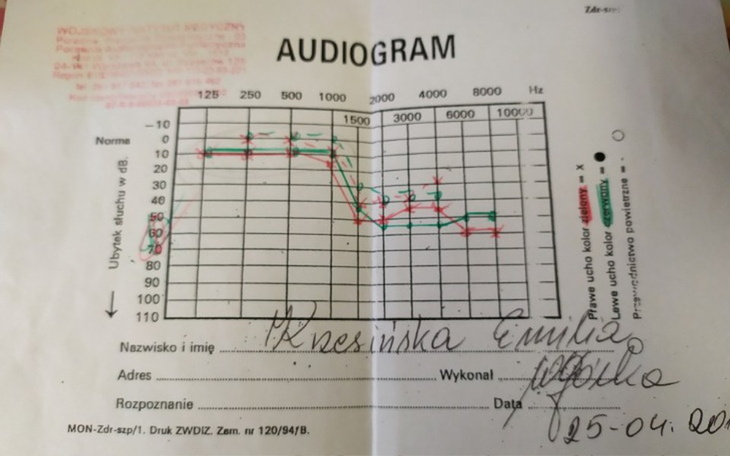 Zdr-szp
AUDIOGRAM
125 250 500 1000 2000 4000 8000 Hz
1500 3000 6000 10000
Norma
-10
0
10
20
30
40
50
60
70
80
90
100
110
Ubytek słuchu w dB.
Prawe ucho kolor zielony = x
Lewe ucho kolor czerwony = ●
Przewodnictwo powietrzne = - ○
Nazwisko i imię Krzesińska Emilia
Adres Wykonał
Rozpoznanie Data 25-04. 201
MON-Zdr-szp/1. Druk ZWDIZ. Zam. nr 120/94/B.